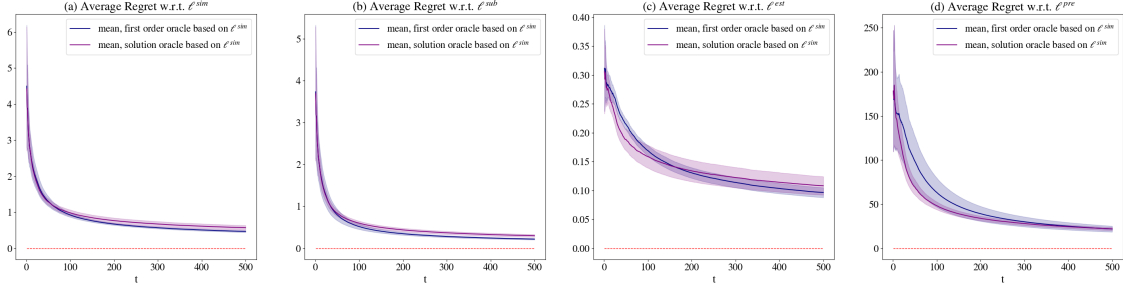 (a) Average Regret w.r.t. ℓ^sim
mean, first order oracle based on ℓ^sim
mean, solution oracle based on ℓ^sim
6
5
4
3
2
1
0
0 100 200 300 400 500
t
(b) Average Regret w.r.t. ℓ^sub
mean, first order oracle based on ℓ^sim
mean, solution oracle based on ℓ^sim
5
4
3
2
1
0
0 100 200 300 400 500
t
(c) Average Regret w.r.t. ℓ^est
mean, first order oracle based on ℓ^sim
mean, solution oracle based on ℓ^sim
0.40
0.35
0.30
0.25
0.20
0.15
0.10
0.05
0.00
0 100 200 300 400 500
t
(d) Average Regret w.r.t. ℓ^pre
mean, first order oracle based on ℓ^sim
mean, solution oracle based on ℓ^sim
250
200
150
100
50
0
0 100 200 300 400 500
t